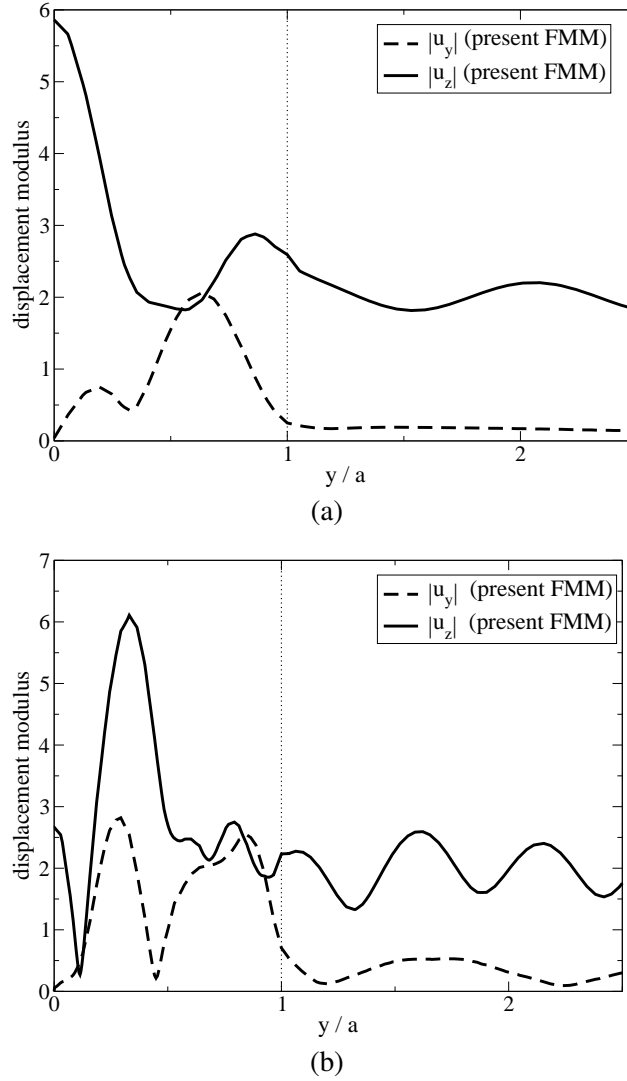 6
5
4
3
2
1
0
displacement modulus
|u_y| (present FMM)
|u_z| (present FMM)
0
1
2
y / a
(a)
7
6
5
4
3
2
1
0
displacement modulus
|u_y| (present FMM)
|u_z| (present FMM)
0
1
2
y / a
(b)